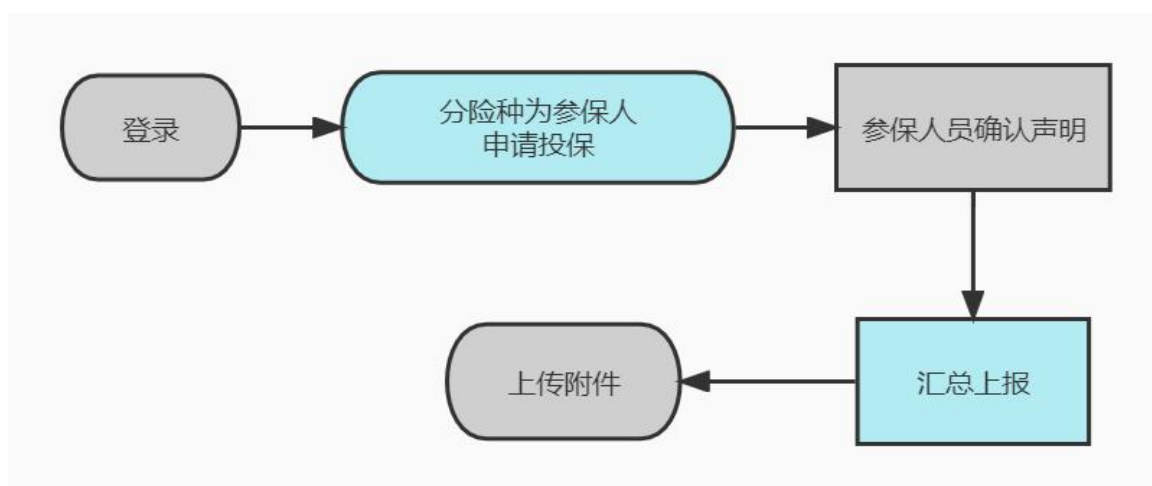 登录
分险种为参保人
申请投保
参保人员确认声明
汇总上报
上传附件